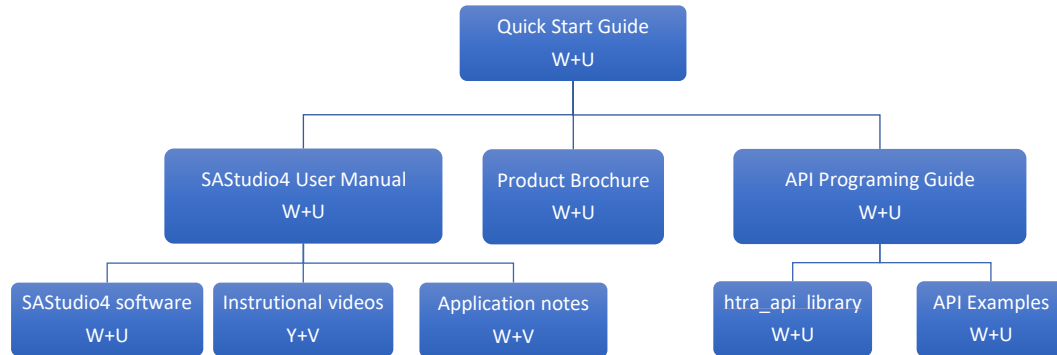 Quick Start Guide
W+U
SAStudio4 User Manual
W+U
Product Brochure
W+U
API Programing Guide
W+U
SAStudio4 software
W+U
Instrutional videos
Y+V
Application notes
W+V
htra_api_library
W+U
API Examples
W+U